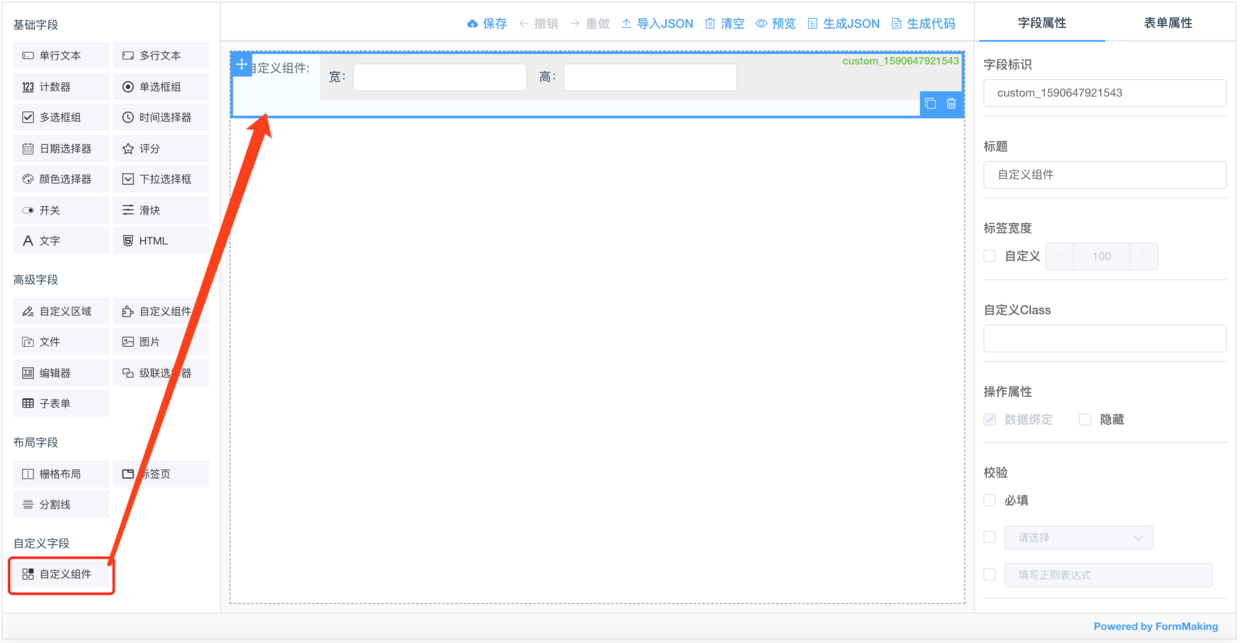 基础字段
单行文本
多行文本
计数器
单选框组
多选框组
时间选择器
日期选择器
评分
颜色选择器
下拉选择框
开关
滑块
文字
HTML
高级字段
自定义区域
自定义组件
文件
图片
编辑器
级联选择器
子表单
布局字段
栅格布局
标签页
分割线
自定义字段
自定义组件
保存 撤销 重做 导入JSON 清空 预览 生成JSON 生成代码
自定义组件:
宽:
高:
custom_1590647921543
字段属性
表单属性
字段标识
custom_1590647921543
标题
自定义组件
标签宽度
自定义
- 100 +
自定义Class
操作属性
数据绑定
隐藏
校验
必填
请选择
填写正则表达式
Powered by FormMaking